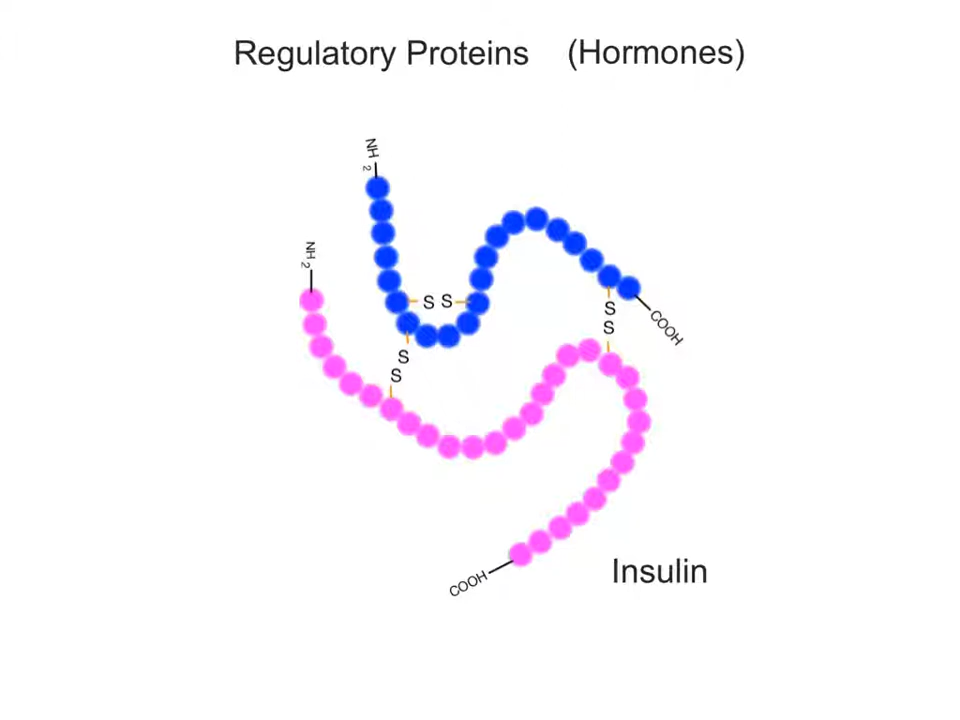 Regulatory Proteins (Hormones)
NH2
NH2
S S
S
S
S
S
COOH
COOH
Insulin